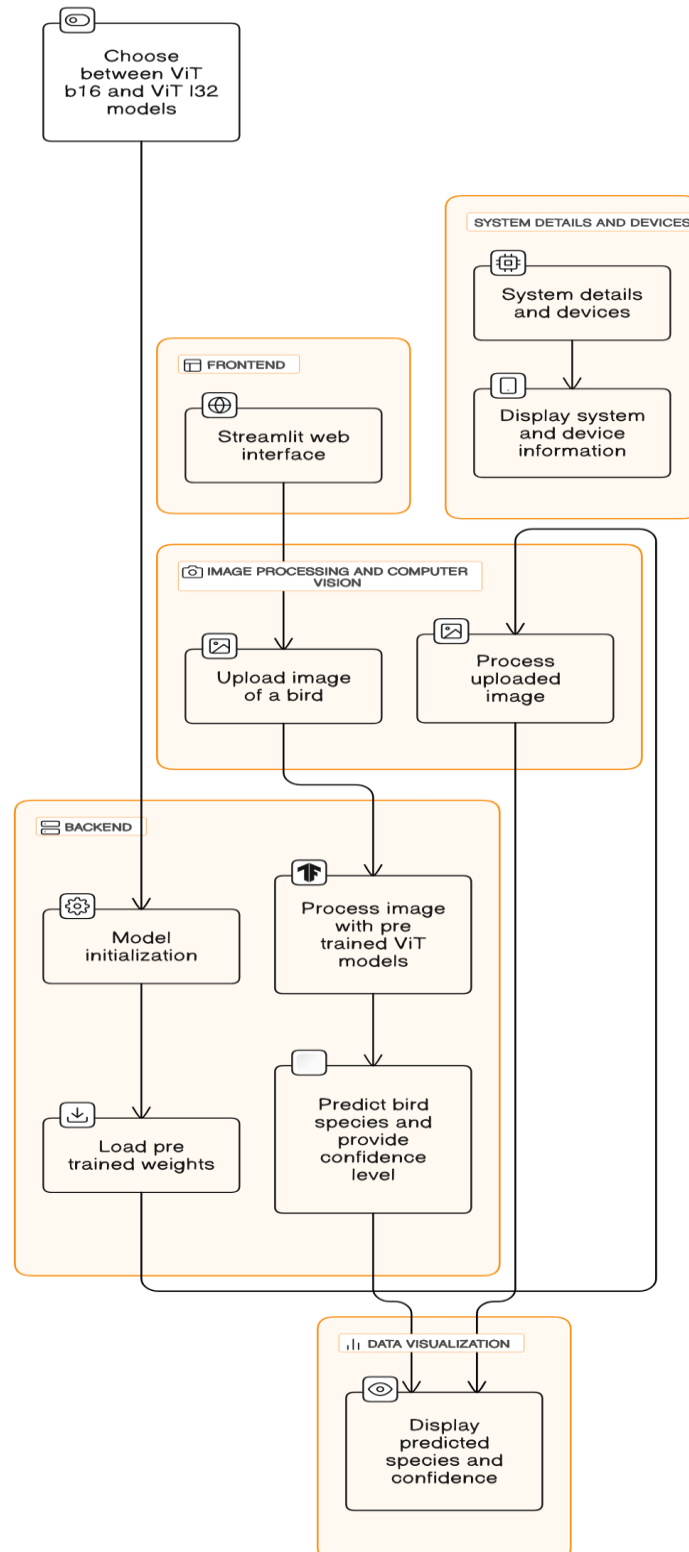 Choose
between ViT
b16 and ViT l32
models
SYSTEM DETAILS AND DEVICES
System details
and devices
Display system
and device
information
FRONTEND
Streamlit web
interface
IMAGE PROCESSING AND COMPUTER
VISION
Upload image
of a bird
Process
uploaded
image
BACKEND
Model
initialization
Process image
with pre
trained ViT
models
Load pre
trained weights
Predict bird
species and
provide
confidence
level
DATA VISUALIZATION
Display
predicted
species and
confidence